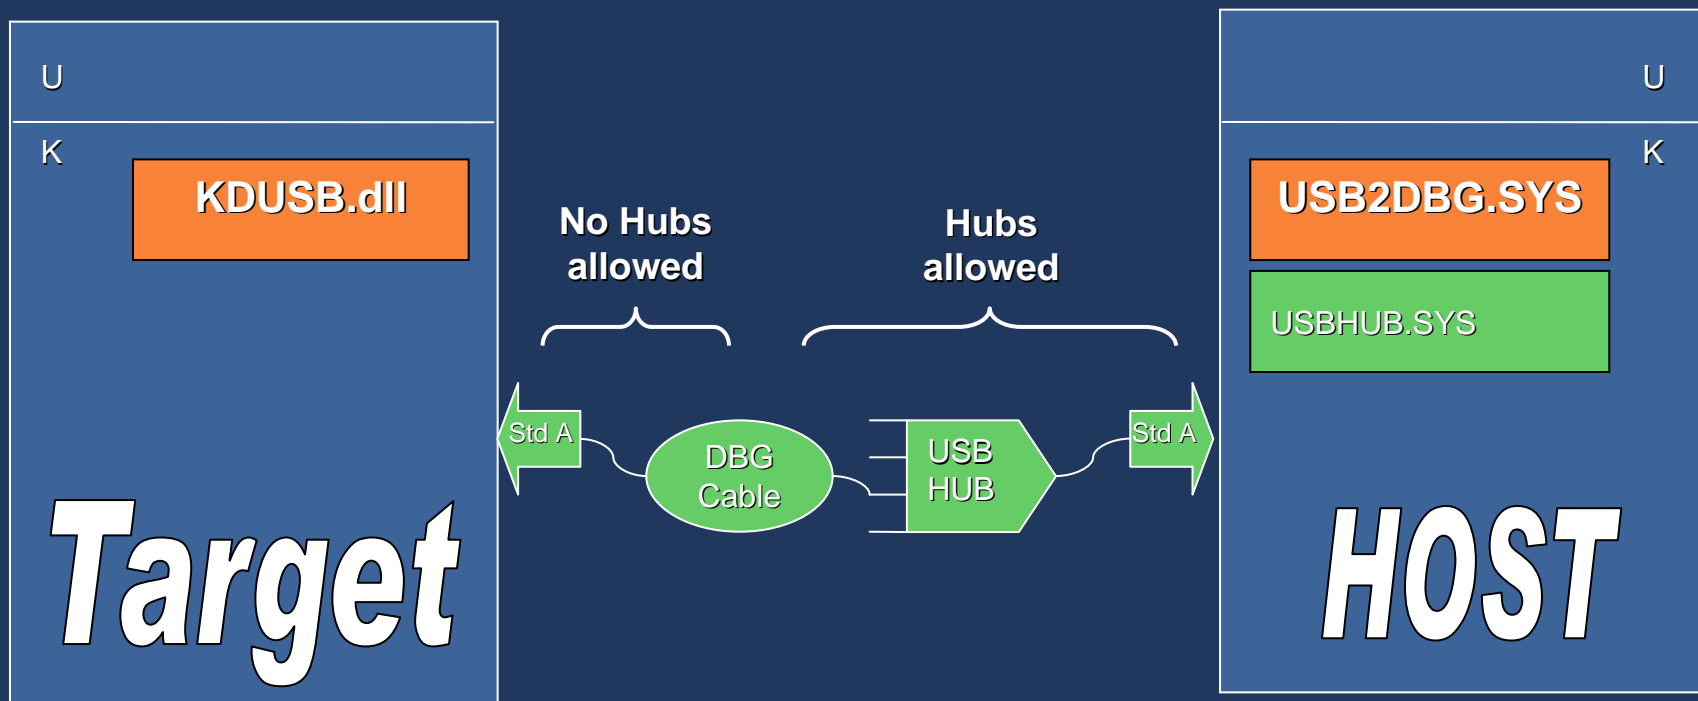 U
K
KDUSB.dll
Target
No Hubs
allowed
Hubs
allowed
Std A
DBG
Cable
USB
HUB
Std A
U
K
USB2DBG.SYS
USBHUB.SYS
HOST